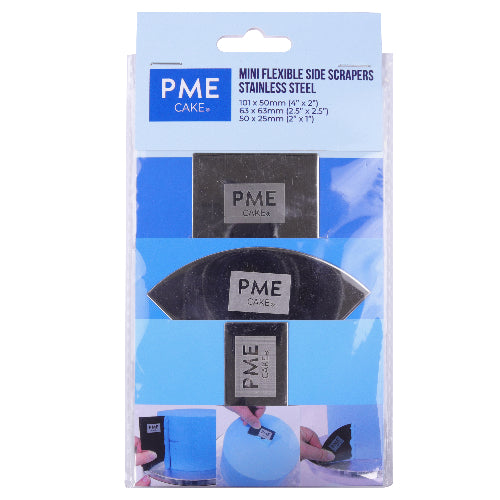 PME
CAKE®
MINI FLEXIBLE SIDE SCRAPERS
STAINLESS STEEL
101 x 50mm (4" x 2")
63 x 63mm (2.5" x 2.5")
50 x 25mm (2" x 1")
PME
CAKE®
PME
CAKE®
PME
CAKE®
PME